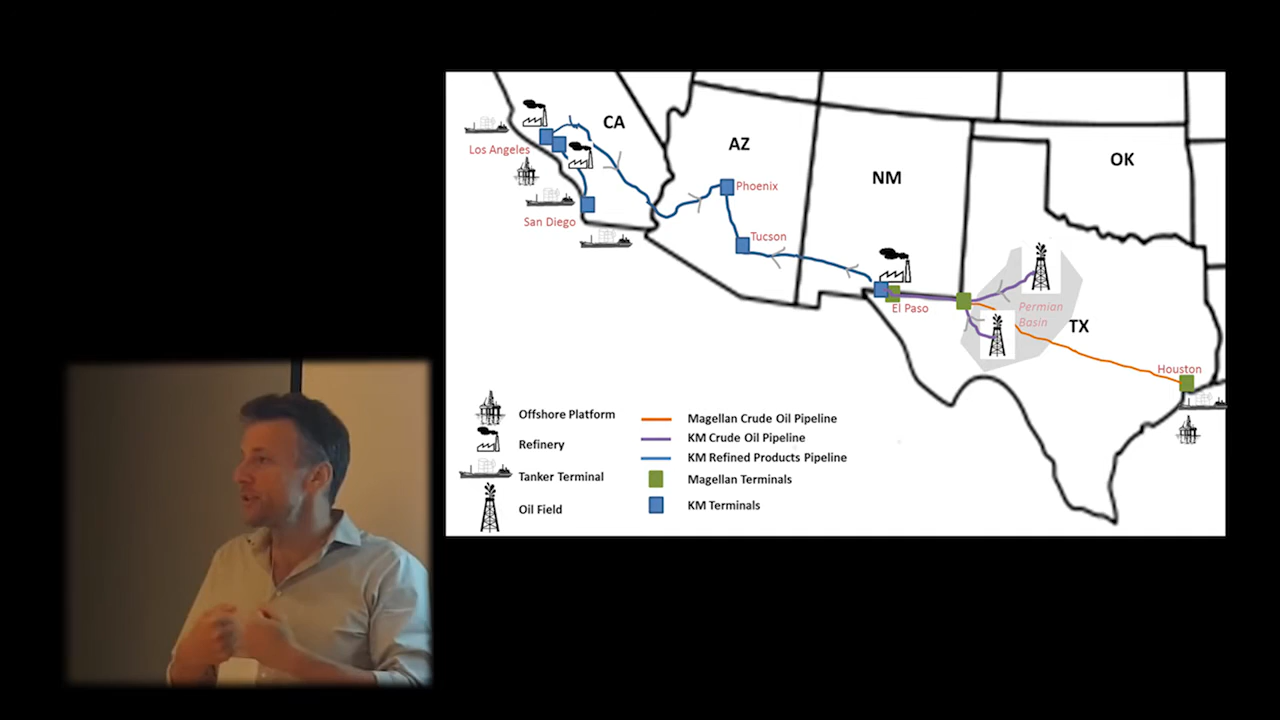 CA
Los Angeles
San Diego
AZ
Phoenix
Tucson
NM
El Paso
OK
Permian
Basin
TX
Houston
Offshore Platform
Refinery
Tanker Terminal
Oil Field
Magellan Crude Oil Pipeline
KM Crude Oil Pipeline
KM Refined Products Pipeline
Magellan Terminals
KM Terminals